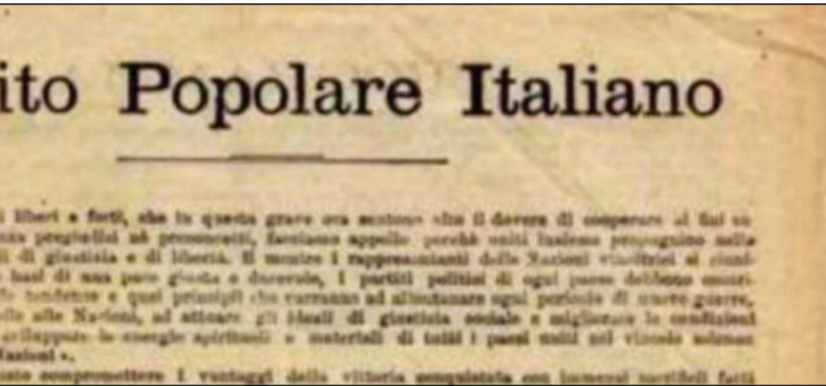 ito Popolare Italiano
i liberi e forti, che in questa grave ora sentono alto il dovere di cooperare ai fini su
nza pregiudizi nè preconcetti, facciamo appello perchè uniti insieme propugnino nella
li di giustizia e di libertà. E mentre i rappresentanti delle Nazioni vincitrici si riuni
basi di una pace giusta e durevole, i partiti politici di ogni paese debbono contri
le tendenze e quei principii che varranno ad allontanare ogni pericolo di nuove guerre,
alle Nazioni, ad attuare gli ideali di giustizia sociale e migliorare le condizioni
sviluppare le energie spirituali e materiali di tutti i paesi uniti nel vincolo solenne
Nazioni ».
compromettere i vantaggi della vittoria conquistata con immensi sacrifici fatti